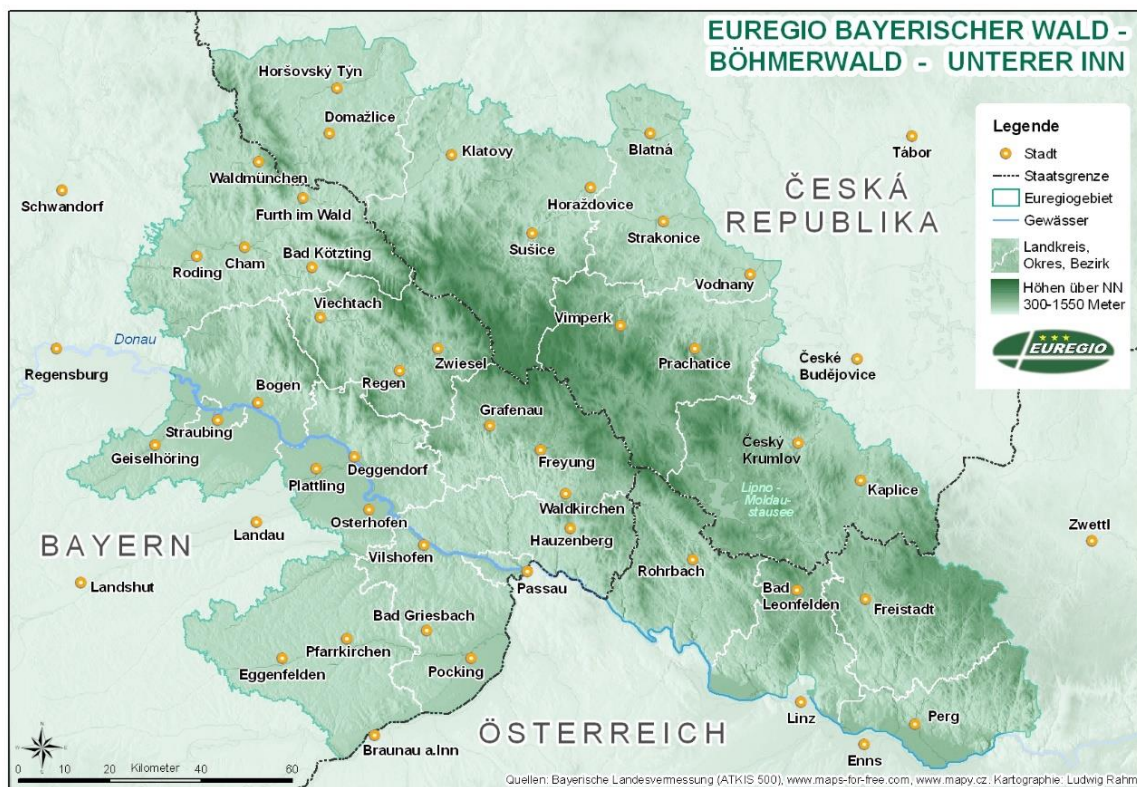 EUREGIO BAYERISCHER WALD -
BÖHMERWALD - UNTERER INN
Legende
Stadt
Staatsgrenze
Euregiogebiet
Gewässer
Landkreis,
Okres, Bezirk
Höhen über NN
300-1550 Meter
EUREGIO
Horšovský Týn
Domažlice
Klatovy
Blatná
Tábor
Waldmünchen
ČESKÁ
REPUBLIKA
Schwandorf
Furth im Wald
Horaždovice
Strakonice
Sušice
Cham
Bad Kötzting
Roding
Vodnany
Viechtach
Vimperk
Donau
Zwiesel
Prachatice
České
Budějovice
Regensburg
Regen
Bogen
Grafenau
Straubing
Český
Krumlov
Geiselhöring
Deggendorf
Freyung
Plattling
Kaplice
Lipno -
Moldau-
stausee
Waldkirchen
Osterhofen
Zwettl
BAYERN
Landau
Hauzenberg
Vilshofen
Rohrbach
Landshut
Passau
Bad
Leonfelden
Freistadt
Bad Griesbach
Pfarrkirchen
Eggenfelden
Pocking
Linz
Perg
ÖSTERREICH
Braunau a.Inn
Enns
N
0 10 20 Kilometer 40 60
Quellen: Bayerische Landesvermessung (ATKIS 500), www.maps-for-free.com, www.mapy.cz. Kartographie: Ludwig Rahm